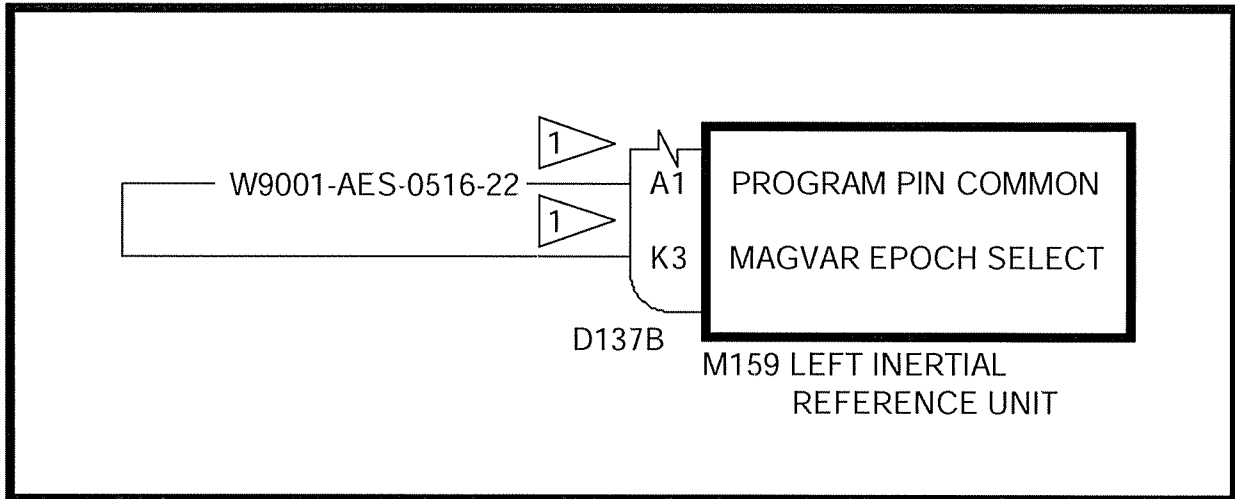 1
W9001-AES-0516-22
A1
PROGRAM PIN COMMON
1
K3
MAGVAR EPOCH SELECT
D137B
M159 LEFT INERTIAL
REFERENCE UNIT